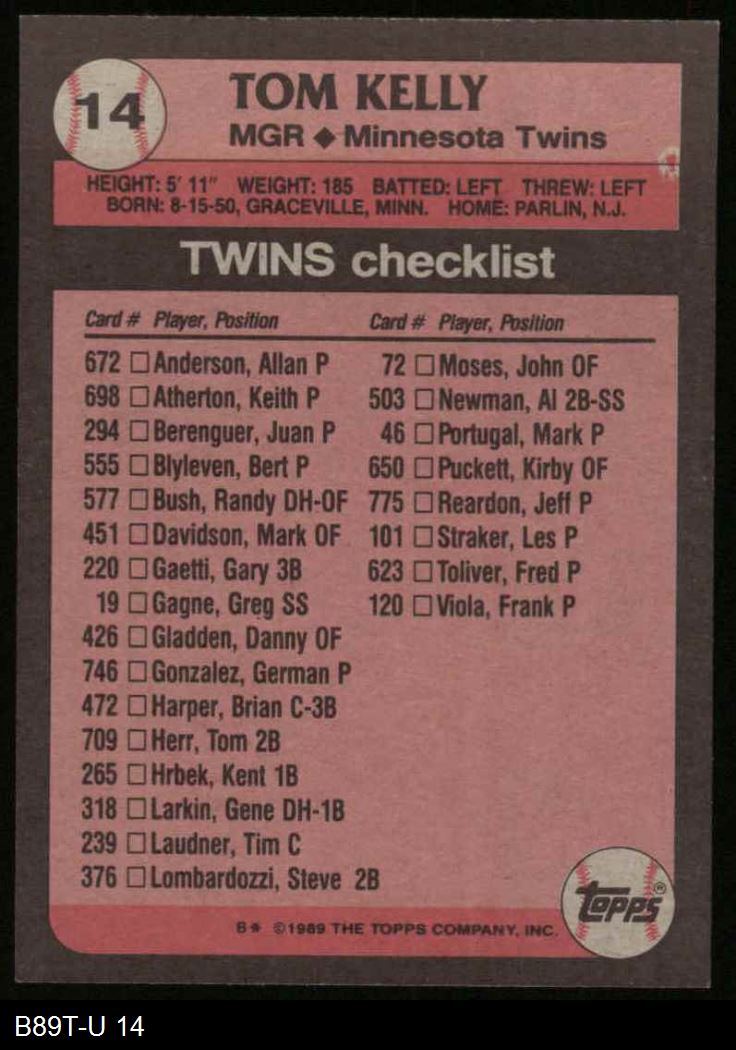 14
TOM KELLY
MGR ◆ Minnesota Twins
HEIGHT: 5' 11" WEIGHT: 185 BATTED: LEFT THREW: LEFT
BORN: 8-15-50, GRACEVILLE, MINN. HOME: PARLIN, N.J.
TWINS checklist
Card # Player, Position
672 □ Anderson, Allan P
698 □ Atherton, Keith P
294 □ Berenguer, Juan P
555 □ Blyleven, Bert P
577 □ Bush, Randy DH-OF
451 □ Davidson, Mark OF
220 □ Gaetti, Gary 3B
19 □ Gagne, Greg SS
426 □ Gladden, Danny OF
746 □ Gonzalez, German P
472 □ Harper, Brian C-3B
709 □ Herr, Tom 2B
265 □ Hrbek, Kent 1B
318 □ Larkin, Gene DH-1B
239 □ Laudner, Tim C
376 □ Lombardozzi, Steve 2B
Card # Player, Position
72 □ Moses, John OF
503 □ Newman, Al 2B-SS
46 □ Portugal, Mark P
650 □ Puckett, Kirby OF
775 □ Reardon, Jeff P
101 □ Straker, Les P
623 □ Toliver, Fred P
120 □ Viola, Frank P
topps®
B* ©1989 THE TOPPS COMPANY, INC.
B89T-U 14